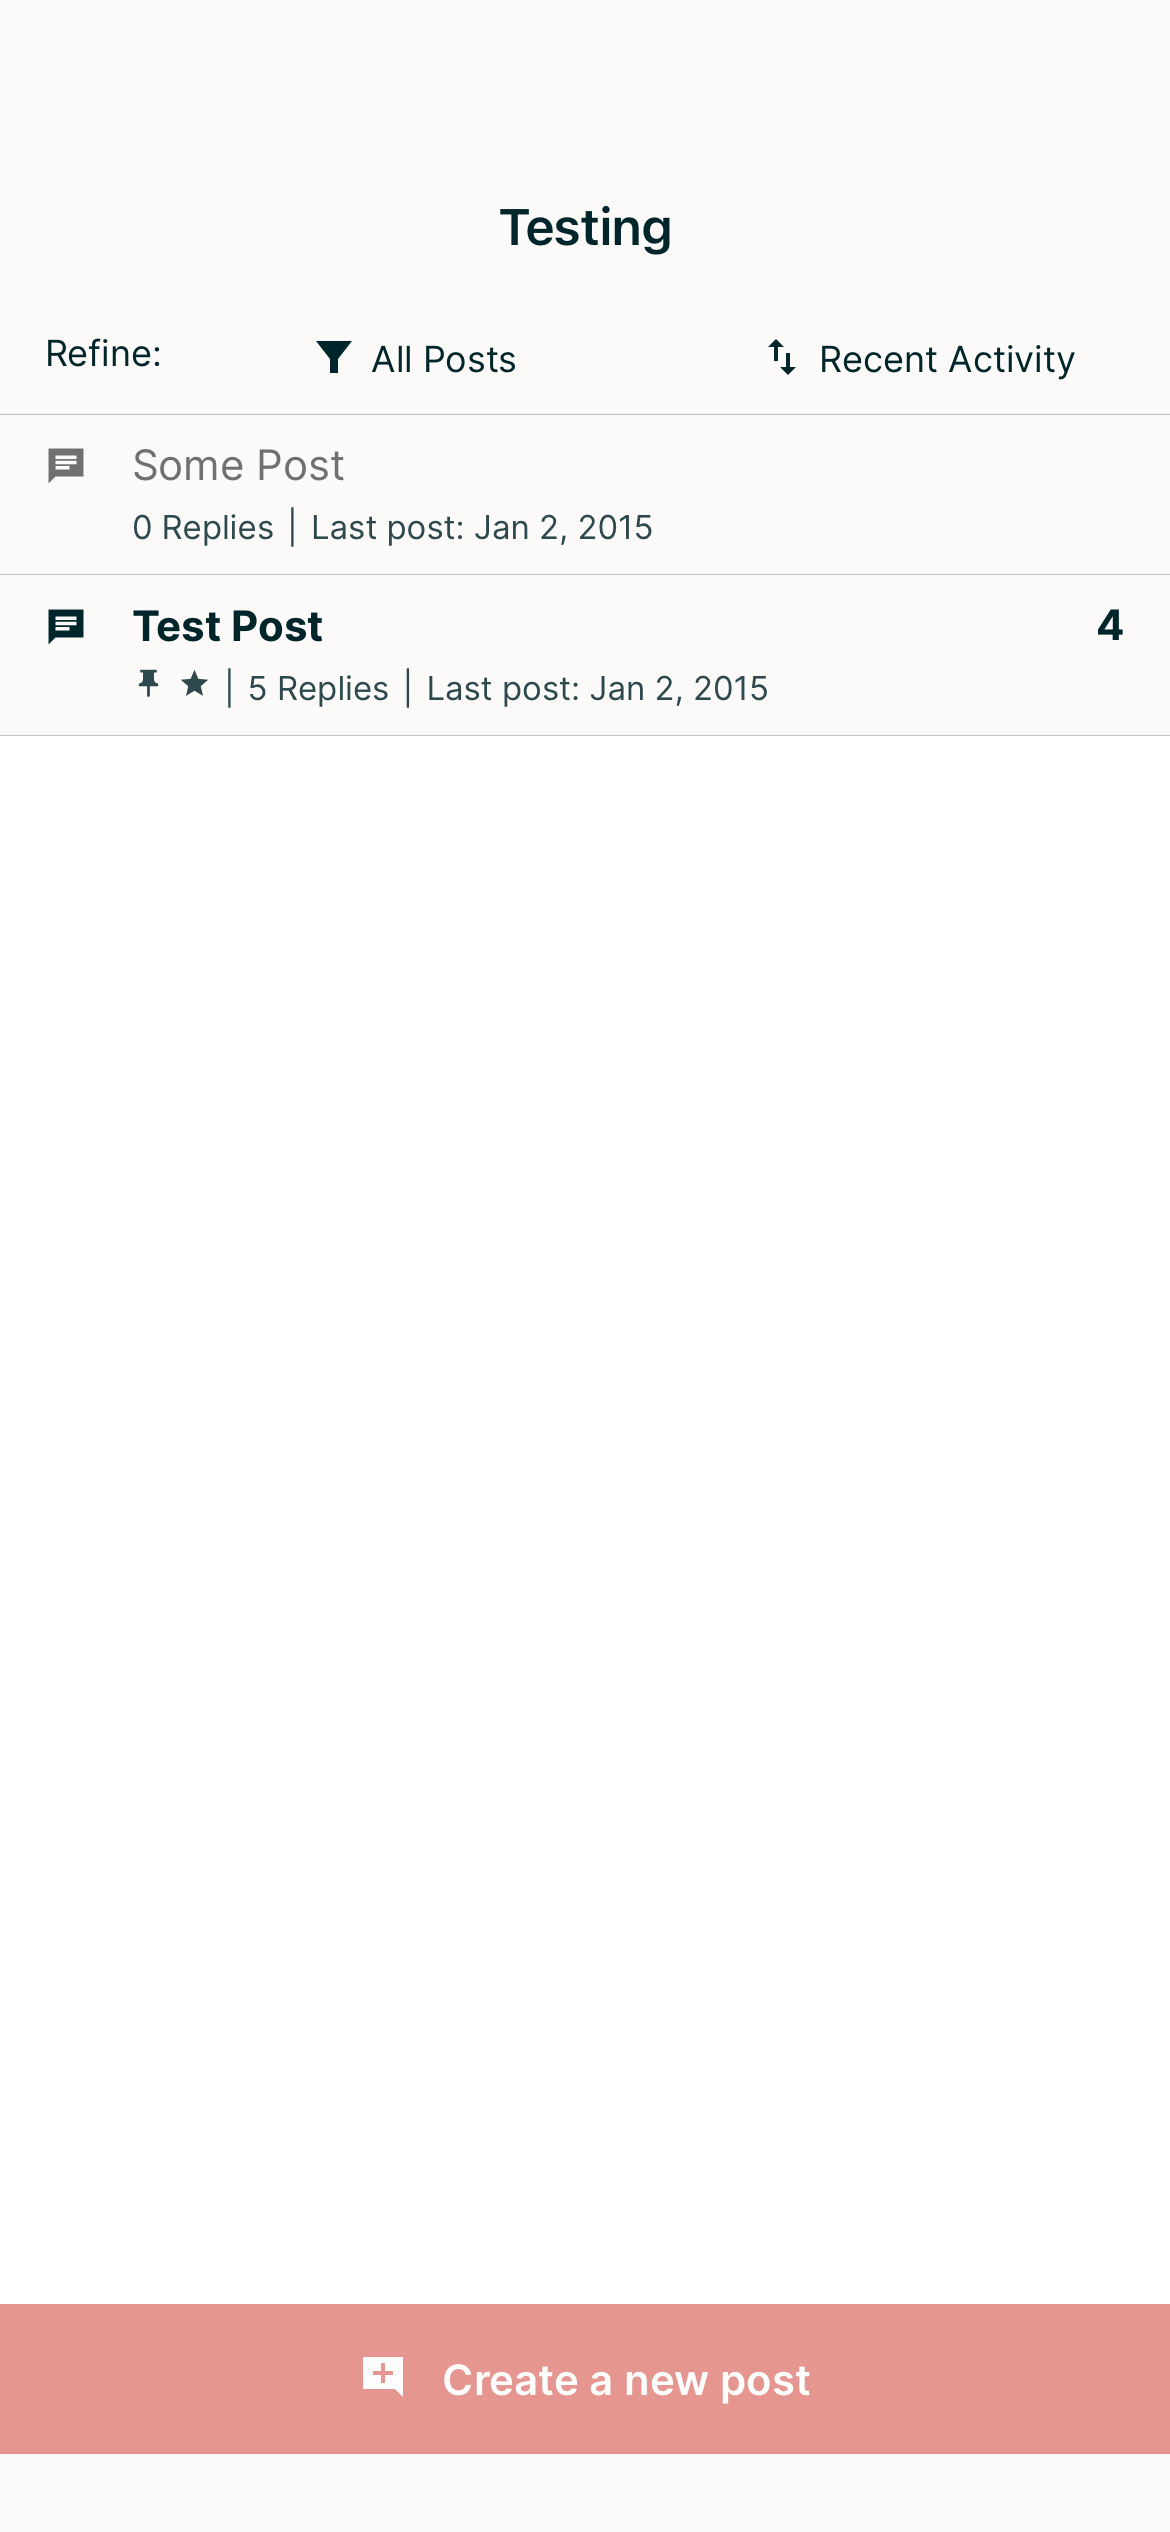 Testing
Refine: All Posts Recent Activity
Some Post
0 Replies | Last post: Jan 2, 2015
Test Post 4
| 5 Replies | Last post: Jan 2, 2015
Create a new post